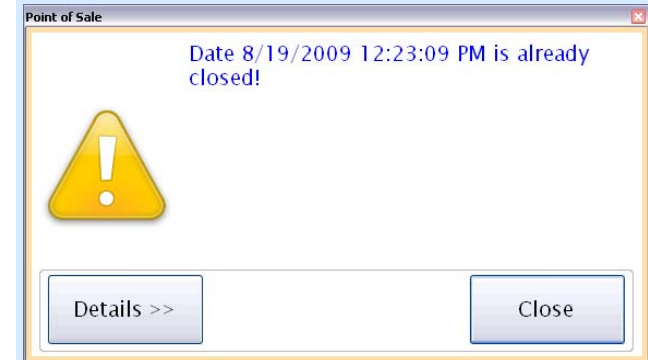 Point of Sale
Date 8/19/2009 12:23:09 PM is already
closed!
Details >>
Close